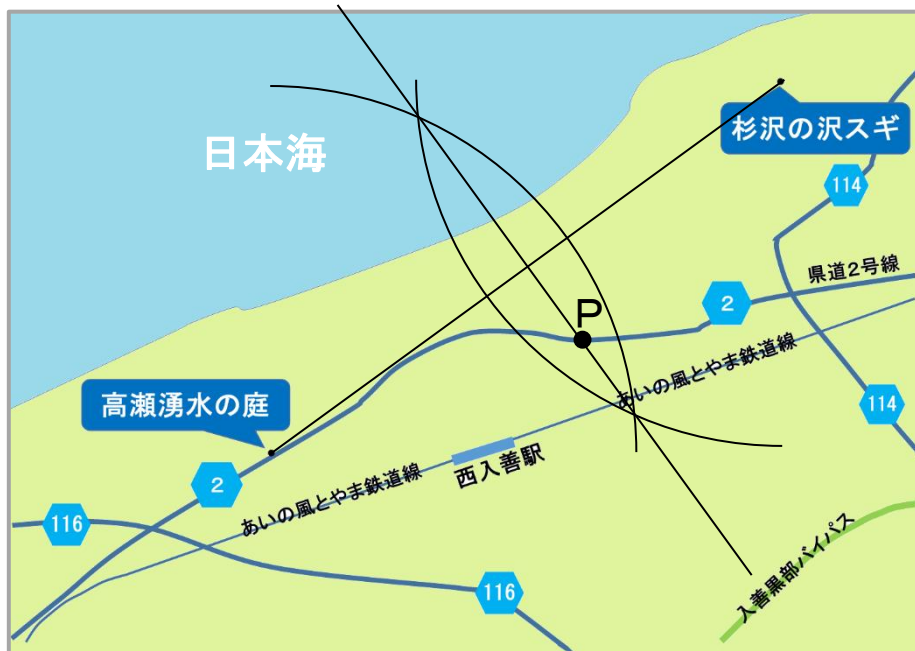 日本海
杉沢の沢スギ
114
県道2号線
2
P
あいの風とやま鉄道線
高瀬湧水の庭
114
西入善駅
2
あいの風とやま鉄道線
116
入善黒部バイパス
116